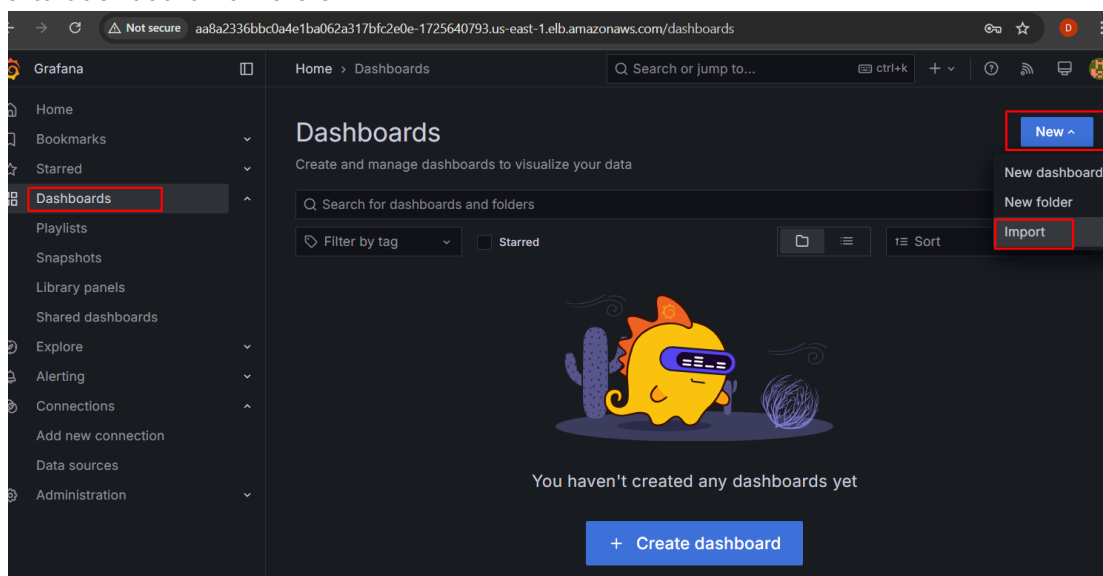 Not secure aa8a2336bbc0a4e1ba062a317bfc2e0e-1725640793.us-east-1.elb.amazonaws.com/dashboards D
Grafana Home › Dashboards Search or jump to... ctrl+k
Home
Bookmarks
Starred
Dashboards
Playlists
Snapshots
Library panels
Shared dashboards
Explore
Alerting
Connections
Add new connection
Data sources
Administration
Dashboards
Create and manage dashboards to visualize your data
New
New dashboard
New folder
Import
Search for dashboards and folders
Filter by tag Starred Sort
You haven't created any dashboards yet
+ Create dashboard